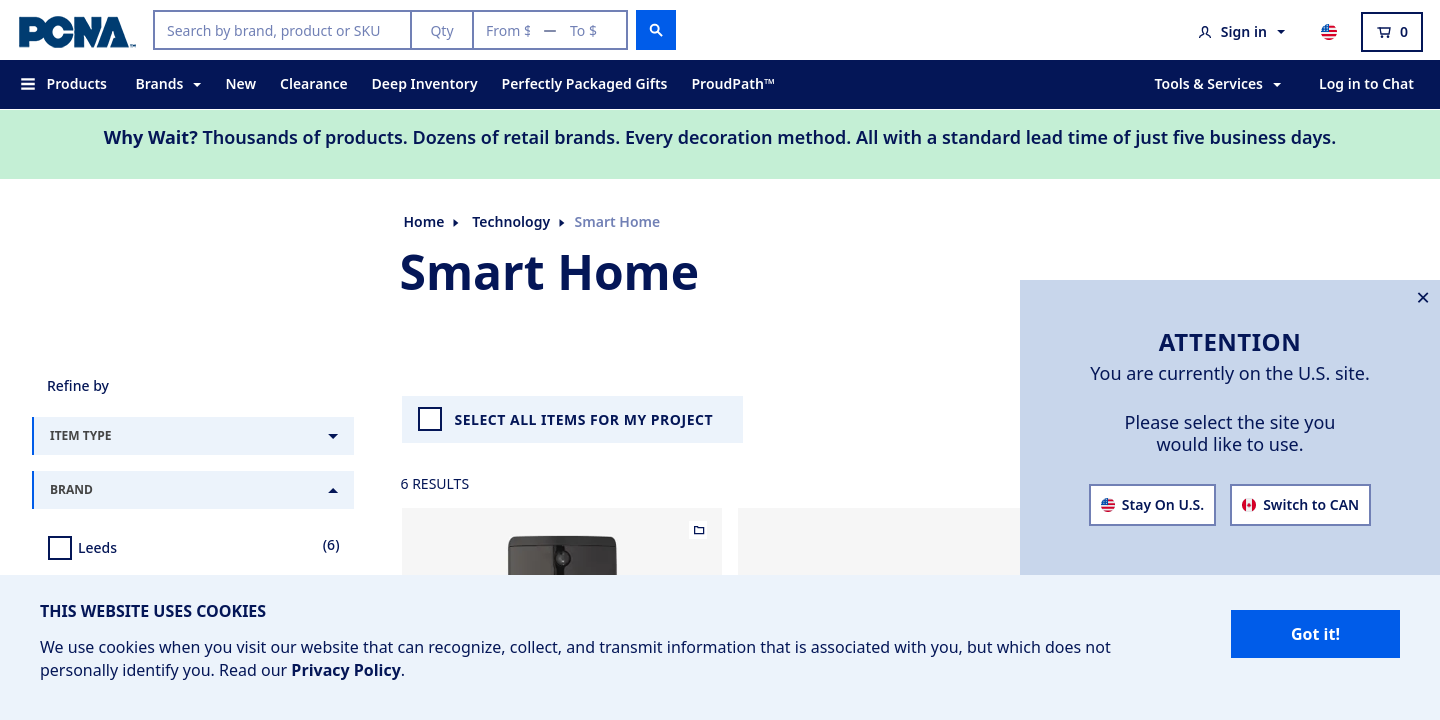 PCNA™
Search by brand, product or SKU
Qty
From $ — To $
Sign in
0
Products
Brands
New
Clearance
Deep Inventory
Perfectly Packaged Gifts
ProudPath™
Tools & Services
Log in to Chat
Why Wait? Thousands of products. Dozens of retail brands. Every decoration method. All with a standard lead time of just five business days.
Home
Technology
Smart Home
Smart Home
Refine by
ITEM TYPE
BRAND
Leeds
(6)
SELECT ALL ITEMS FOR MY PROJECT
6 RESULTS
ATTENTION
You are currently on the U.S. site.
Please select the site you
would like to use.
Stay On U.S.
Switch to CAN
THIS WEBSITE USES COOKIES
We use cookies when you visit our website that can recognize, collect, and transmit information that is associated with you, but which does not
personally identify you. Read our Privacy Policy.
Got it!